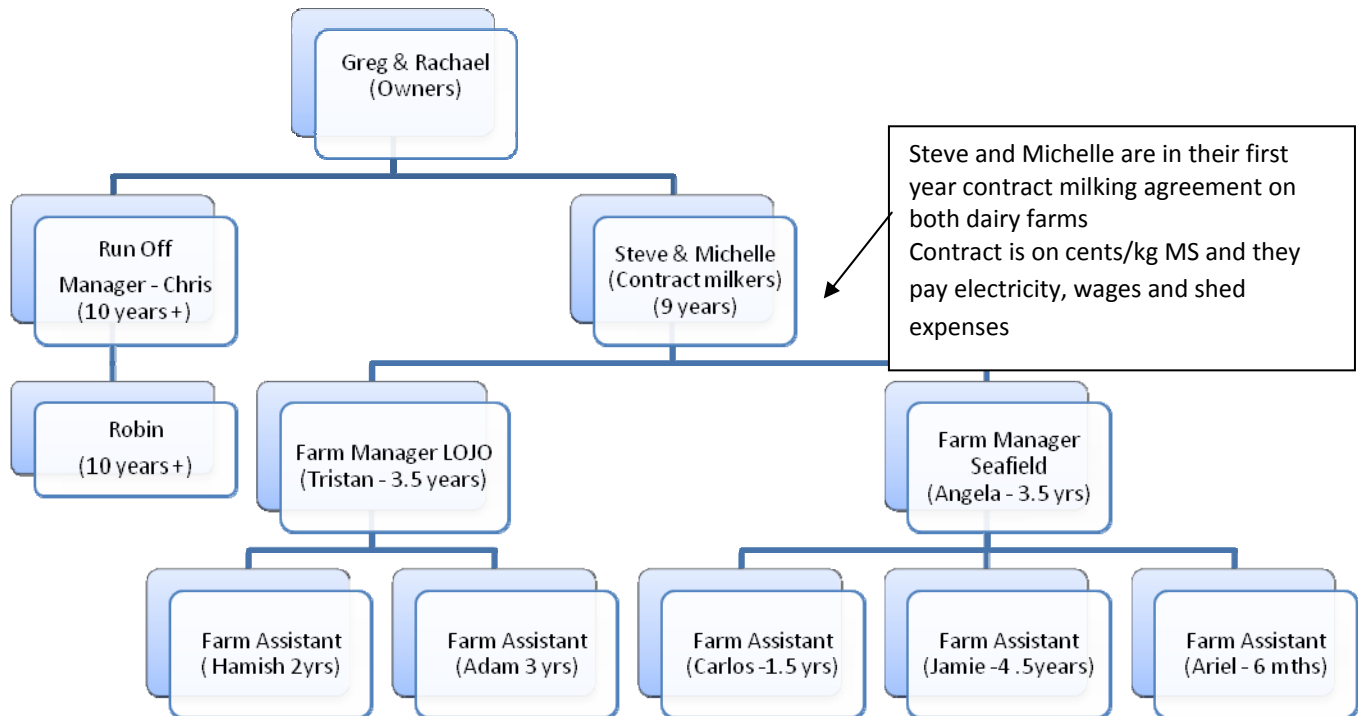 Greg & Rachael
(Owners)
Steve and Michelle are in their first
year contract milking agreement on
both dairy farms
Contract is on cents/kg MS and they
pay electricity, wages and shed
expenses
Run Off
Manager - Chris
(10 years +)
Steve & Michelle
(Contract milkers)
(9 years)
Robin
(10 years +)
Farm Manager LOJO
(Tristan - 3.5 years)
Farm Manager
Seafield
(Angela - 3.5 yrs)
Farm Assistant
( Hamish 2yrs)
Farm Assistant
(Adam 3 yrs)
Farm Assistant
(Carlos -1.5 yrs)
Farm Assistant
(Jamie -4 .5years)
Farm Assistant
(Ariel - 6 mths)